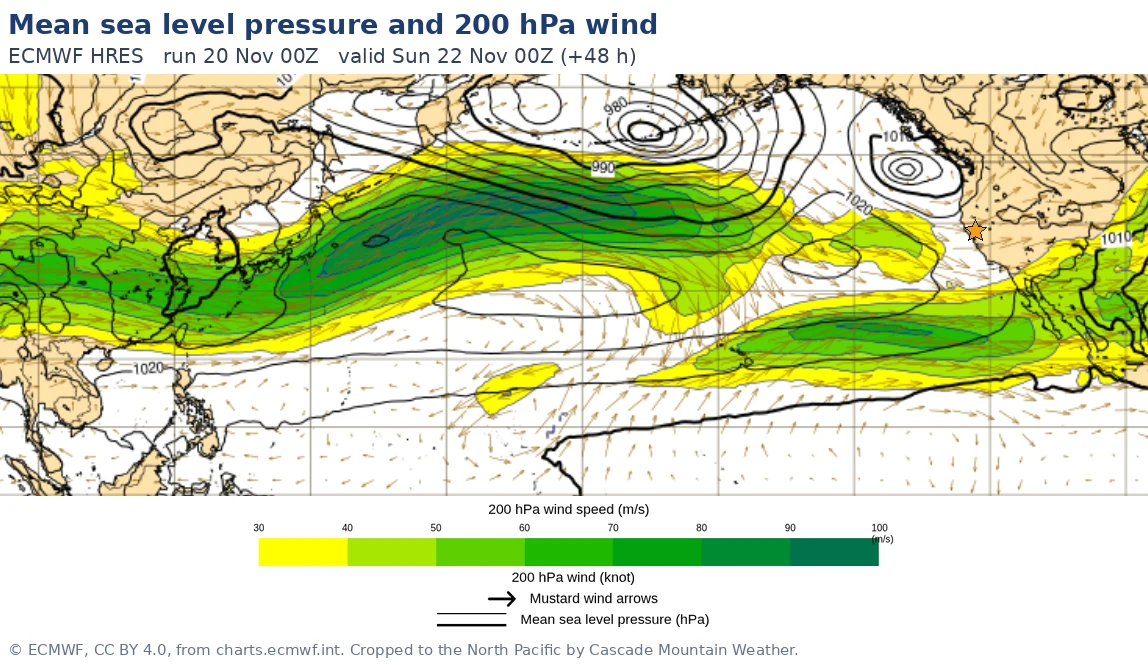 Mean sea level pressure and 200 hPa wind
ECMWF HRES run 20 Nov 00Z valid Sun 22 Nov 00Z (+48 h)
980
990
1020
1010
1020
200 hPa wind speed (m/s)
30 40 50 60 70 80 90 100
(m/s)
200 hPa wind (knot)
Mustard wind arrows
Mean sea level pressure (hPa)
© ECMWF, CC BY 4.0, from charts.ecmwf.int. Cropped to the North Pacific by Cascade Mountain Weather.